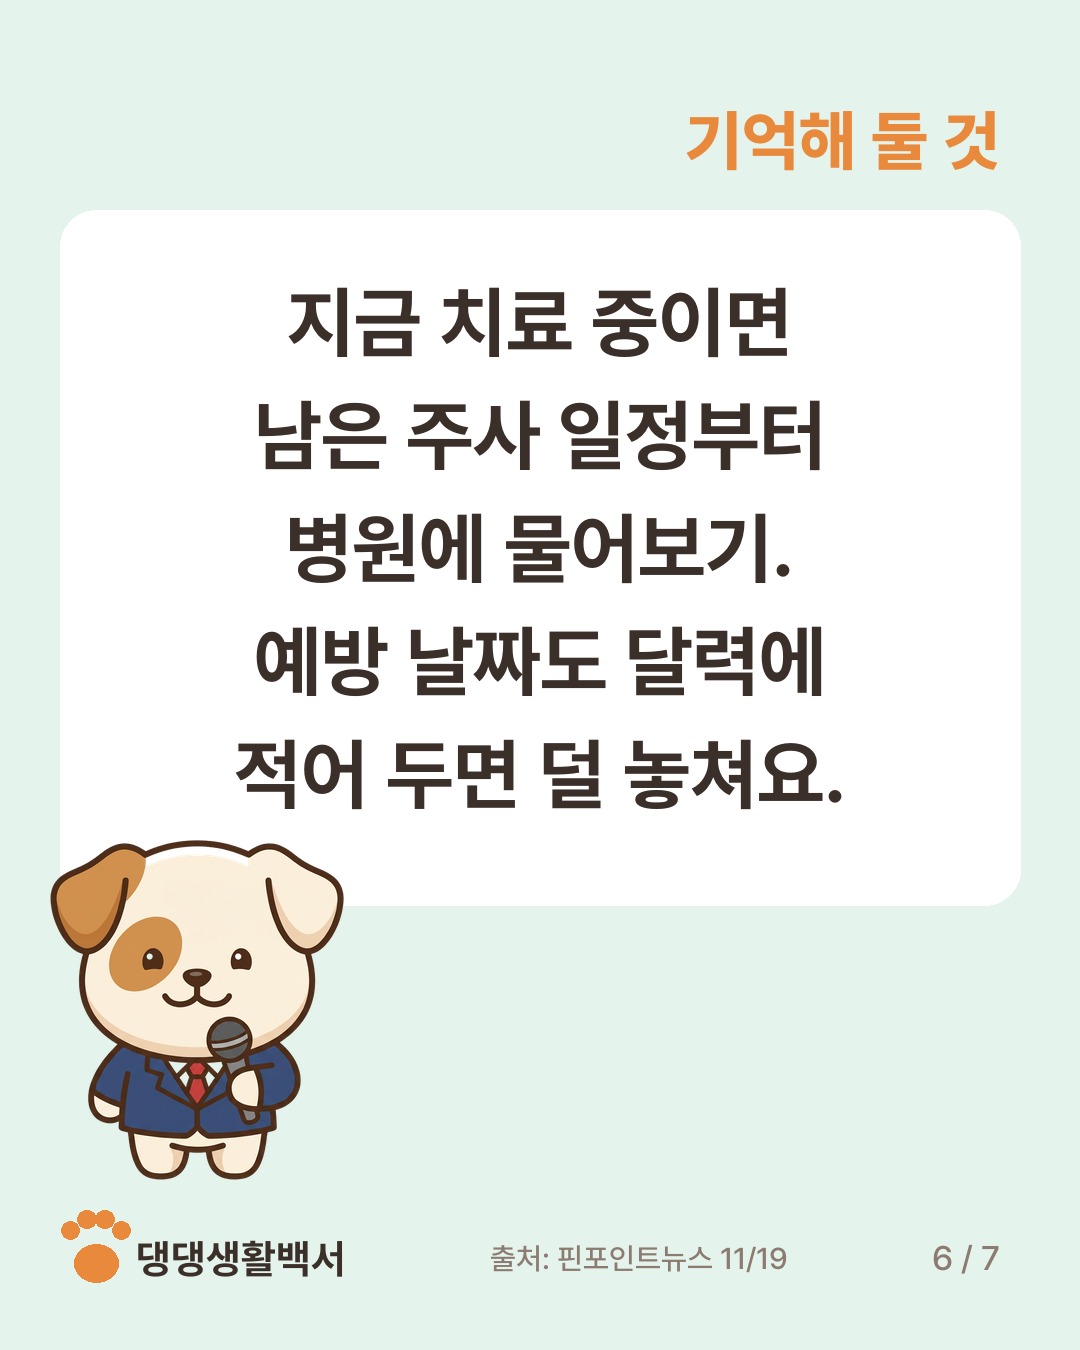 기억해 둘 것
지금 치료 중이면
남은 주사 일정부터
병원에 물어보기.
예방 날짜도 달력에
적어 두면 덜 놓쳐요.
댕댕생활백서
출처: 핀포인트뉴스 11/19
6 / 7